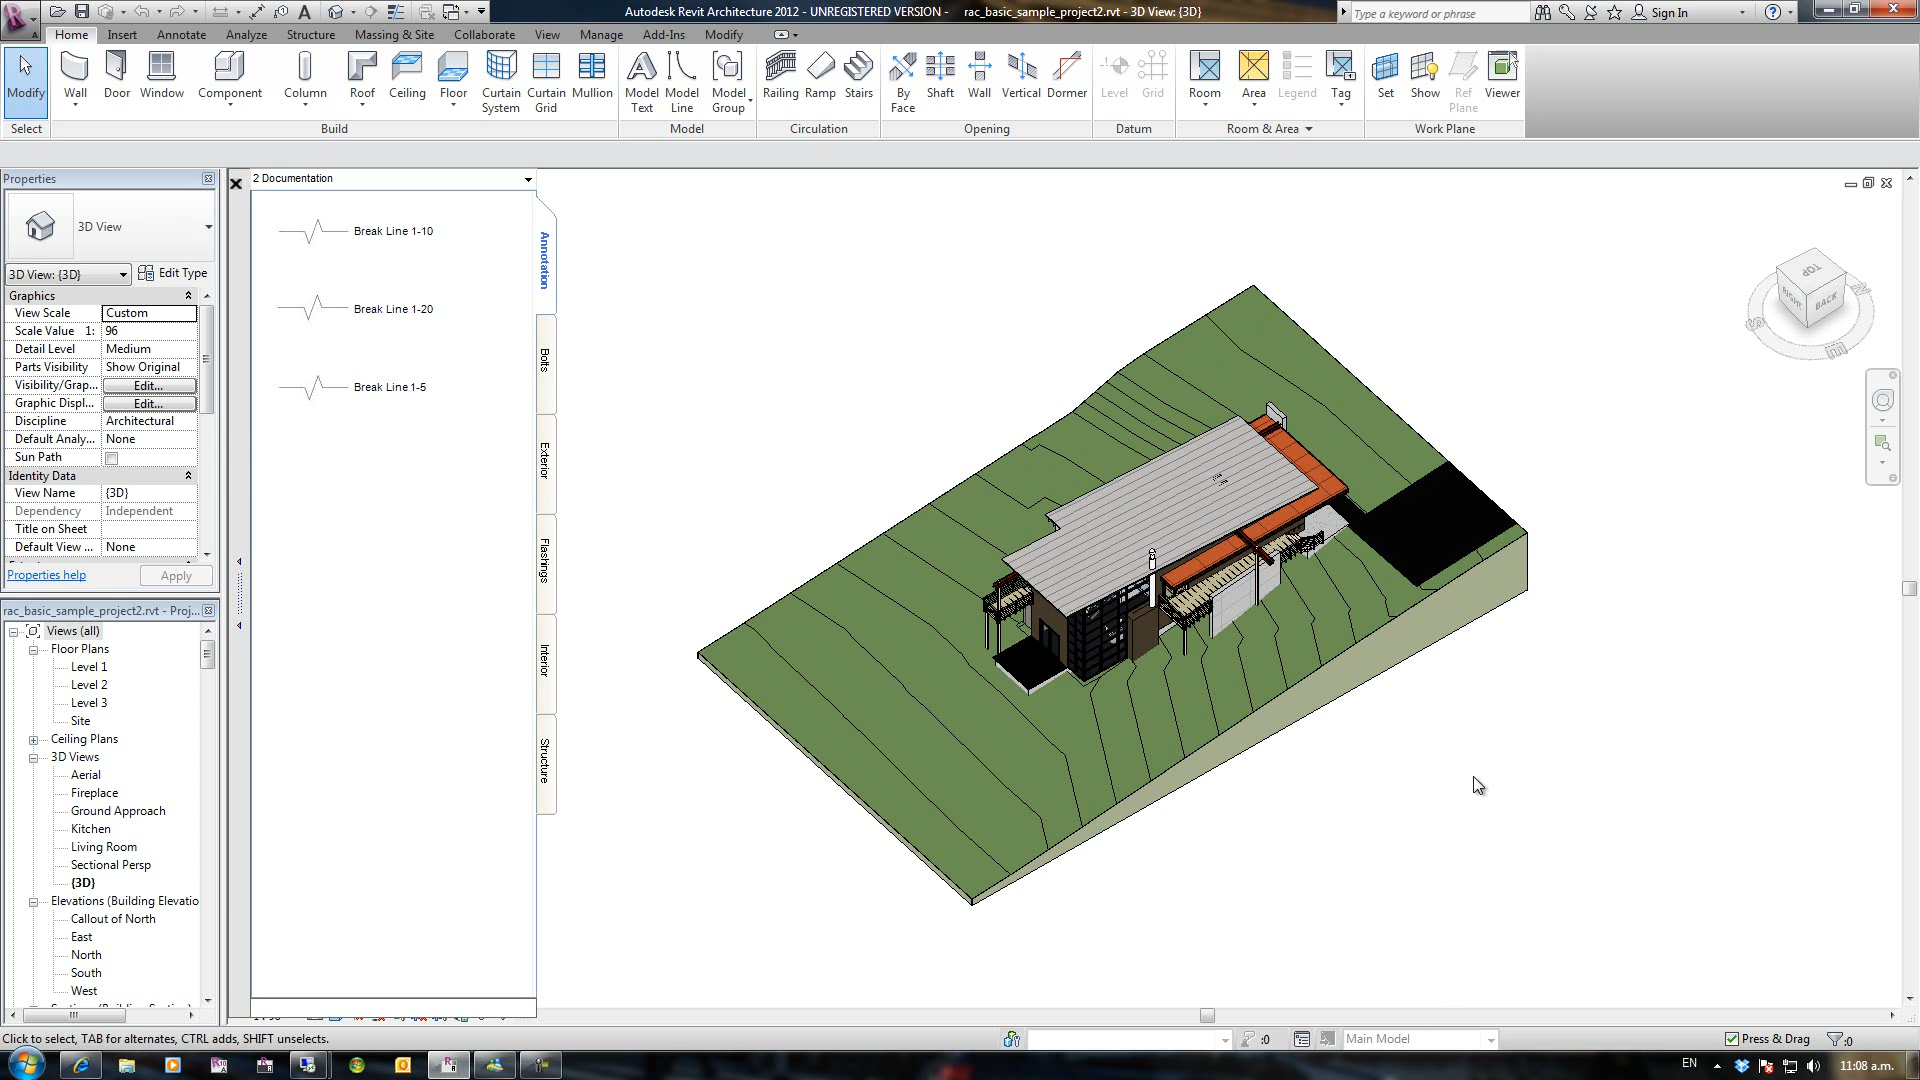 Autodesk Revit Architecture 2012 - UNREGISTERED VERSION - rac_basic_sample_project2.rvt - 3D View: {3D}
Type a keyword or phrase
Sign In
Home Insert Annotate Analyze Structure Massing & Site Collaborate View Manage Add-Ins Modify
Modify
Wall
Door
Window
Component
Column
Roof
Ceiling
Floor
Curtain System
Curtain Grid
Mullion
Model Text
Model Line
Model Group
Railing
Ramp
Stairs
By Face
Shaft
Wall
Vertical
Dormer
Level
Grid
Room
Area
Legend
Tag
Set
Show
Ref Plane
Viewer
Select
Build
Model
Circulation
Opening
Datum
Room & Area
Work Plane
Properties
3D View
3D View: {3D}
Edit Type
Graphics
View Scale Custom
Scale Value 1: 96
Detail Level Medium
Parts Visibility Show Original
Visibility/Grap... Edit...
Graphic Displ... Edit...
Discipline Architectural
Default Analy... None
Sun Path
Identity Data
View Name {3D}
Dependency Independent
Title on Sheet
Default View ... None
Properties help
Apply
rac_basic_sample_project2.rvt - Proj...
Views (all)
Floor Plans
Level 1
Level 2
Level 3
Site
Ceiling Plans
3D Views
Aerial
Fireplace
Ground Approach
Kitchen
Living Room
Sectional Persp
{3D}
Elevations (Building Elevatio
Callout of North
East
North
South
West
2 Documentation
Break Line 1-10
Break Line 1-20
Break Line 1-5
Annotation
Bolts
Exterior
Flashings
Interior
Structure
TOP
RIGHT
BACK
N
S
E
Click to select, TAB for alternates, CTRL adds, SHIFT unselects.
:0
Main Model
Press & Drag
:0
EN
11:08 a.m.